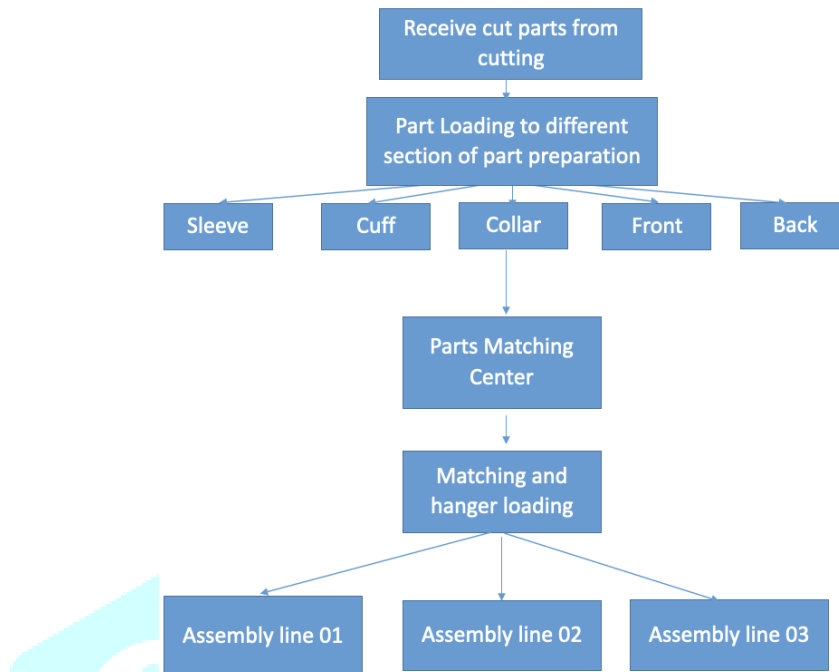 Receive cut parts from
cutting
Part Loading to different
section of part preparation
Sleeve
Cuff
Collar
Front
Back
Parts Matching
Center
Matching and
hanger loading
Assembly line 01
Assembly line 02
Assembly line 03